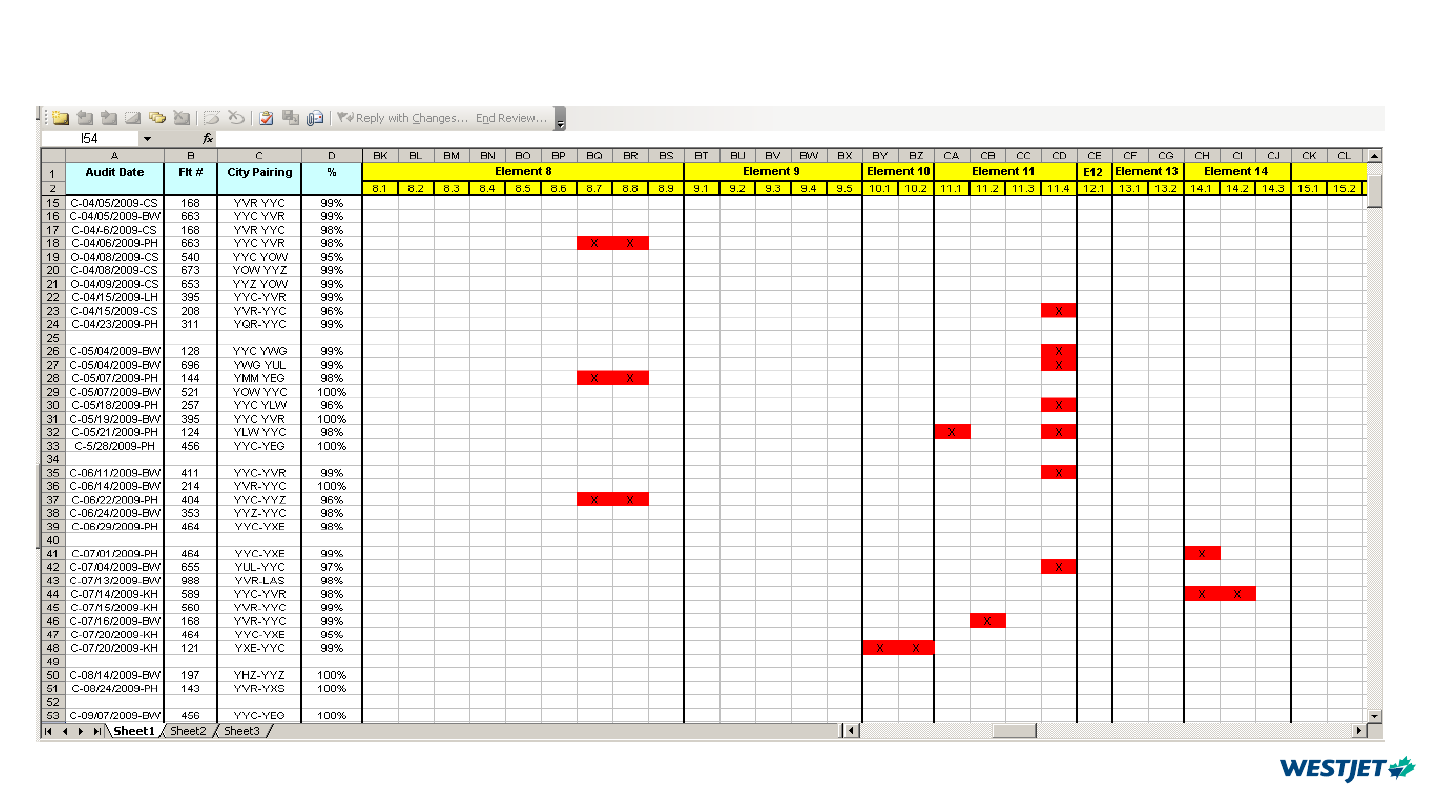 Reply with Changes... End Review...
I54 fx
A B C D BK BL BM BN BO BP BQ BR BS BT BU BV BW BX BY BZ CA CB CC CD CE CF CG CH CI CJ CK CL
1 Audit Date Flt # City Pairing % Element 8 Element 9 Element 10 Element 11 E12 Element 13 Element 14
2 8.1 8.2 8.3 8.4 8.5 8.6 8.7 8.8 8.9 9.1 9.2 9.3 9.4 9.5 10.1 10.2 11.1 11.2 11.3 11.4 12.1 13.1 13.2 14.1 14.2 14.3 15.1 15.2
15 C-04/05/2009-CS 168 YVR YYC 99%
16 C-04/05/2009-BW 663 YYC YVR 99%
17 C-04/-6/2009-CS 168 YVR YYC 98%
18 C-04/06/2009-PH 663 YYC YVR 98% X X
19 O-04/08/2009-CS 540 YYC YOW 95%
20 C-04/08/2009-CS 673 YOW YYZ 99%
21 O-04/09/2009-CS 653 YYZ YOW 99%
22 C-04/15/2009-LH 395 YYC-YVR 99%
23 C-04/15/2009-CS 208 YVR-YYC 96% X
24 C-04/23/2009-PH 311 YQR-YYC 99%
25
26 C-05/04/2009-BW 128 YYC YWG 99% X
27 C-05/04/2009-BW 696 YWG YUL 99% X
28 C-05/07/2009-PH 144 YMM YEG 98% X X
29 C-05/07/2009-BW 521 YOW YYC 100%
30 C-05/18/2009-PH 257 YYC YLW 96% X
31 C-05/19/2009-BW 395 YYC YVR 100%
32 C-05/21/2009-PH 124 YLW YYC 98% X X
33 C-5/28/2009-PH 456 YYC-YEG 100%
34
35 C-06/11/2009-BW 411 YYC-YVR 99% X
36 C-06/14/2009-BW 214 YVR-YYC 100%
37 C-06/22/2009-PH 404 YYC-YYZ 96% X X
38 C-06/24/2009-BW 353 YYZ-YYC 98%
39 C-06/29/2009-PH 464 YYC-YXE 98%
40
41 C-07/01/2009-PH 464 YYC-YXE 99% X
42 C-07/04/2009-BW 655 YUL-YYC 97% X
43 C-07/13/2009-BW 988 YVR-LAS 98%
44 C-07/14/2009-KH 589 YYC-YVR 98% X X
45 C-07/15/2009-KH 560 YVR-YYC 99%
46 C-07/16/2009-BW 168 YVR-YYC 99% X
47 C-07/20/2009-KH 464 YYC-YXE 95%
48 C-07/20/2009-KH 121 YXE-YYC 99% X X
49
50 C-08/14/2009-BW 197 YHZ-YYZ 100%
51 C-08/24/2009-PH 143 YVR-YXS 100%
52
53 C-09/07/2009-BW 456 YYC-YEG 100%
Sheet1 Sheet2 Sheet3
WESTJET